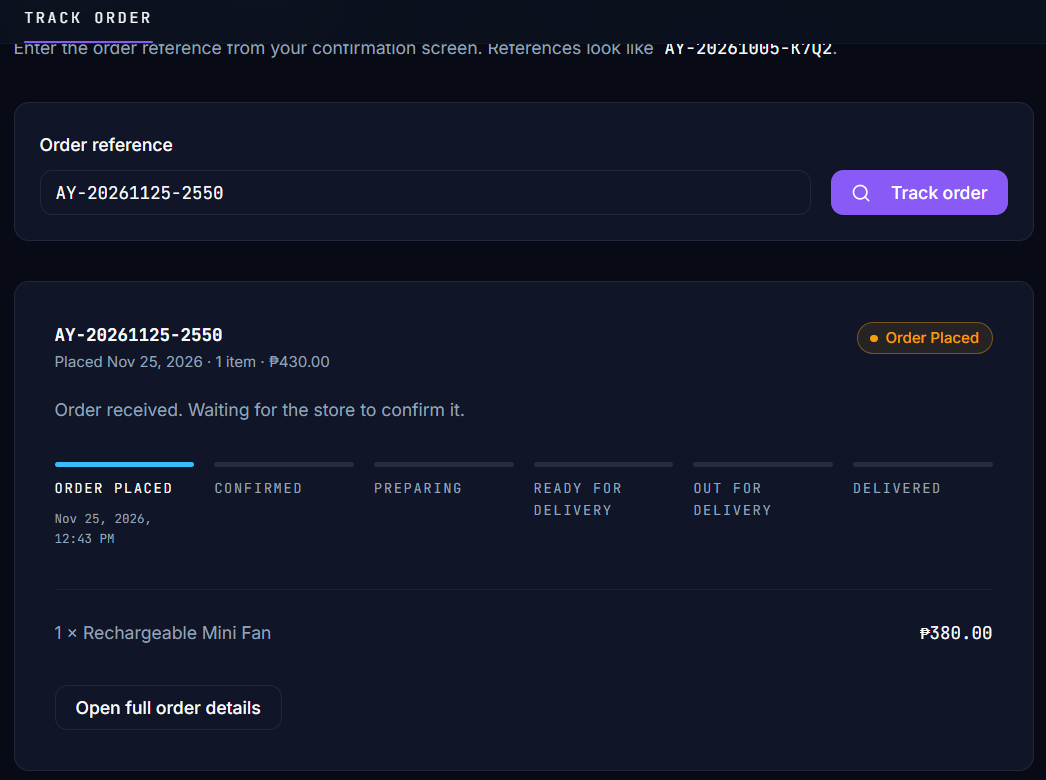 TRACK ORDER
Enter the order reference from your confirmation screen. References look like AY-20261005-K7Q2.
Order reference
AY-20261125-2550
Track order
AY-20261125-2550
Order Placed
Placed Nov 25, 2026 · 1 item · ₱430.00
Order received. Waiting for the store to confirm it.
ORDER PLACED
Nov 25, 2026,
12:43 PM
CONFIRMED
PREPARING
READY FOR
DELIVERY
OUT FOR
DELIVERY
DELIVERED
1 × Rechargeable Mini Fan
₱380.00
Open full order details